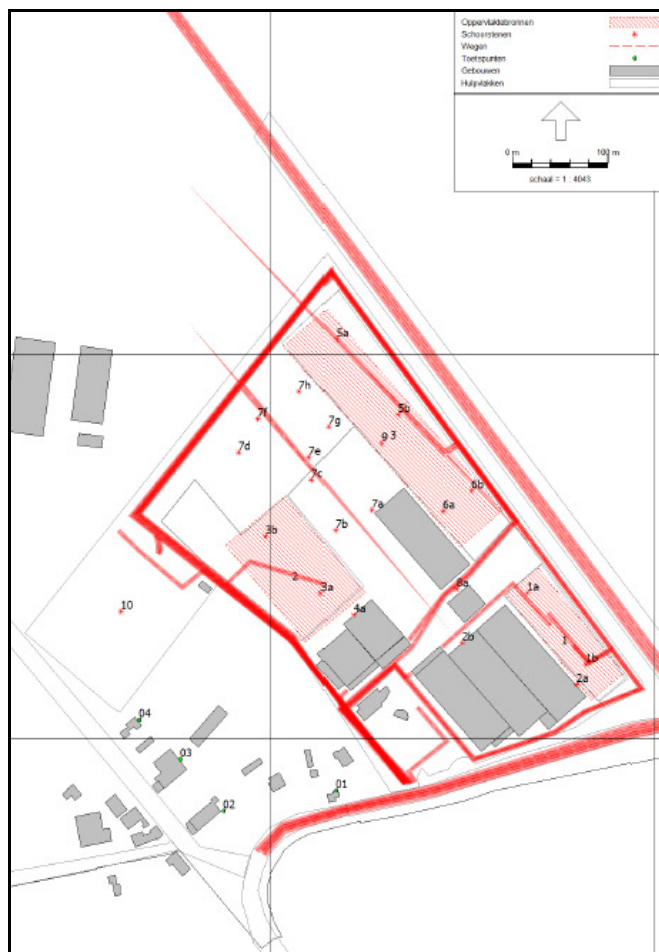 Oppervlaktebronnen
Schoorstenen
Wegen
Toetspunten
Gebouwen
Hulpvlakken
0 m 100 m
schaal = 1 : 4043
5a
7h
7f
5b
7g
9 3
7d
7e
7c
6b
7a
6a
7b
3b
2
3a
8a
1a
10
4a
1
2b
1b
2a
04
03
01
02